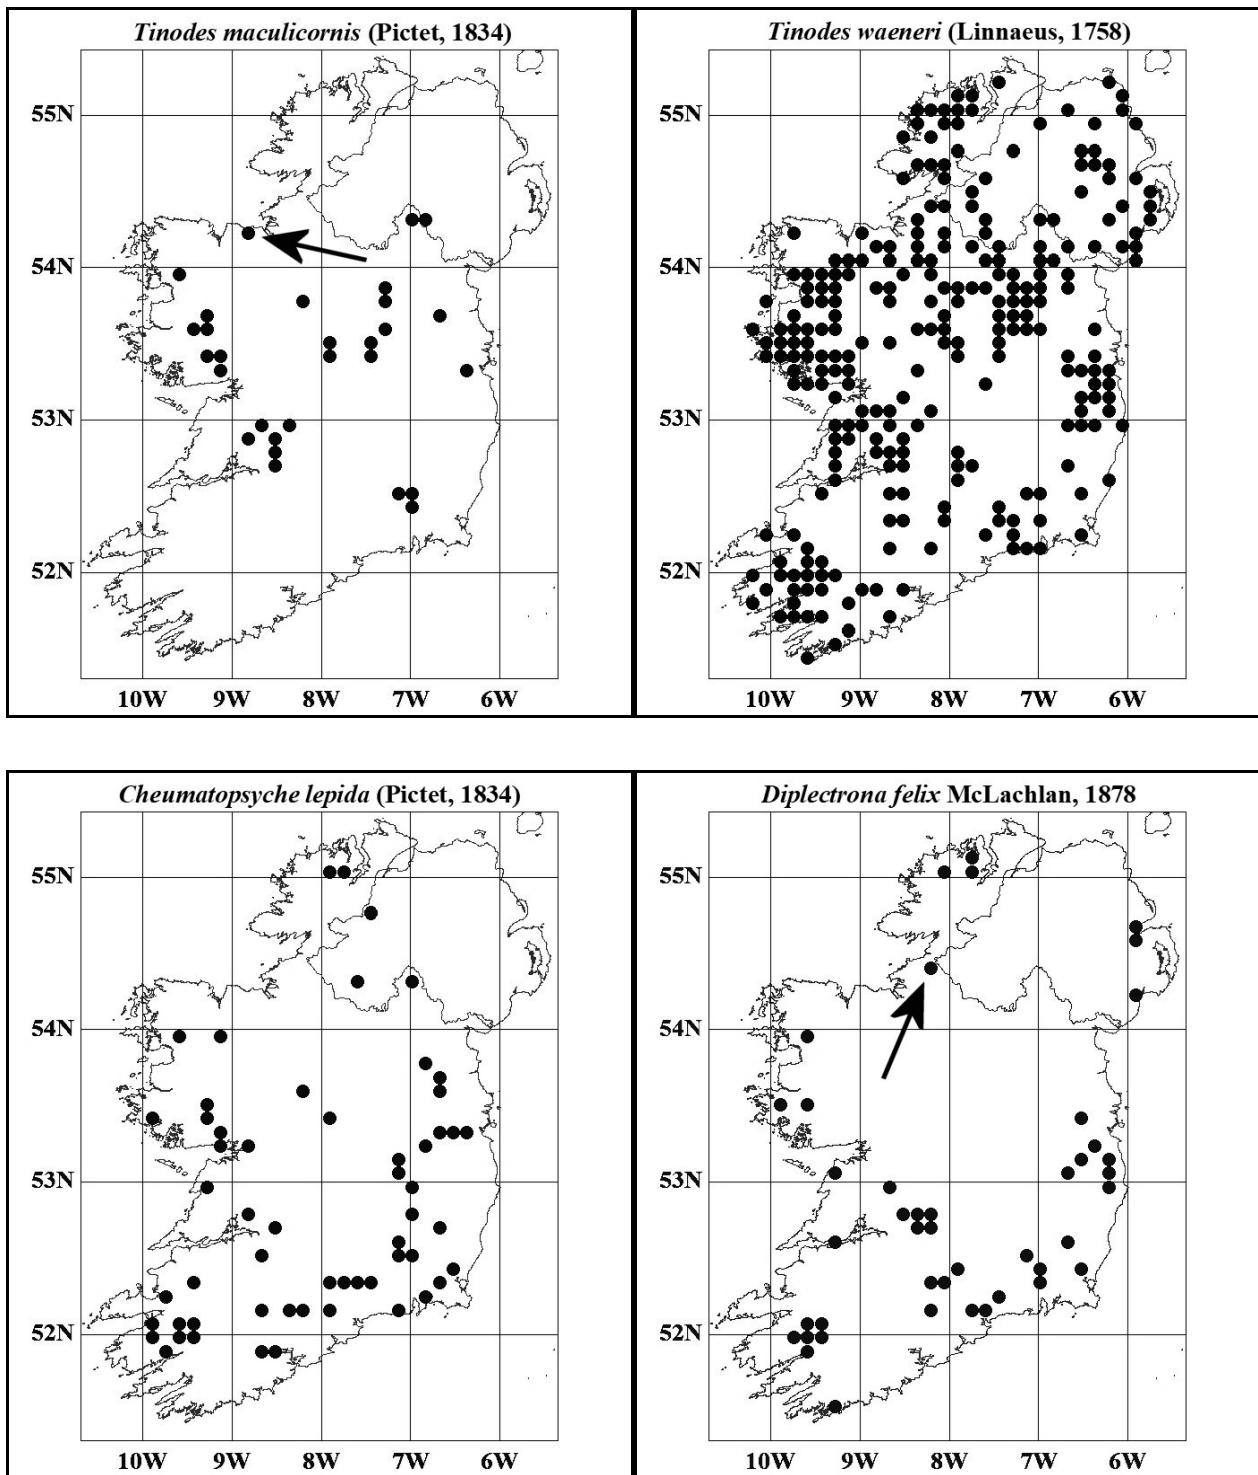 Tinodes maculicornis (Pictet, 1834)
55N
54N
53N
52N
10W 9W 8W 7W 6W
Tinodes waeneri (Linnaeus, 1758)
55N
54N
53N
52N
10W 9W 8W 7W 6W
Cheumatopsyche lepida (Pictet, 1834)
55N
54N
53N
52N
10W 9W 8W 7W 6W
Diplectrona felix McLachlan, 1878
55N
54N
53N
52N
10W 9W 8W 7W 6W